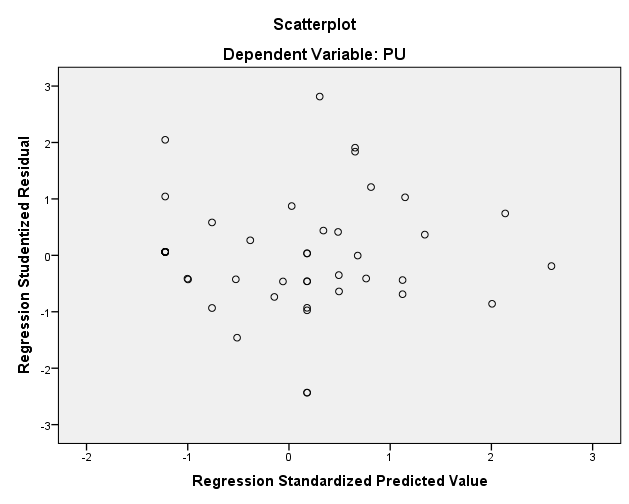 Scatterplot
Dependent Variable: PU
Regression Studentized Residual
3
2
1
0
-1
-2
-3
-2 -1 0 1 2 3
Regression Standardized Predicted Value